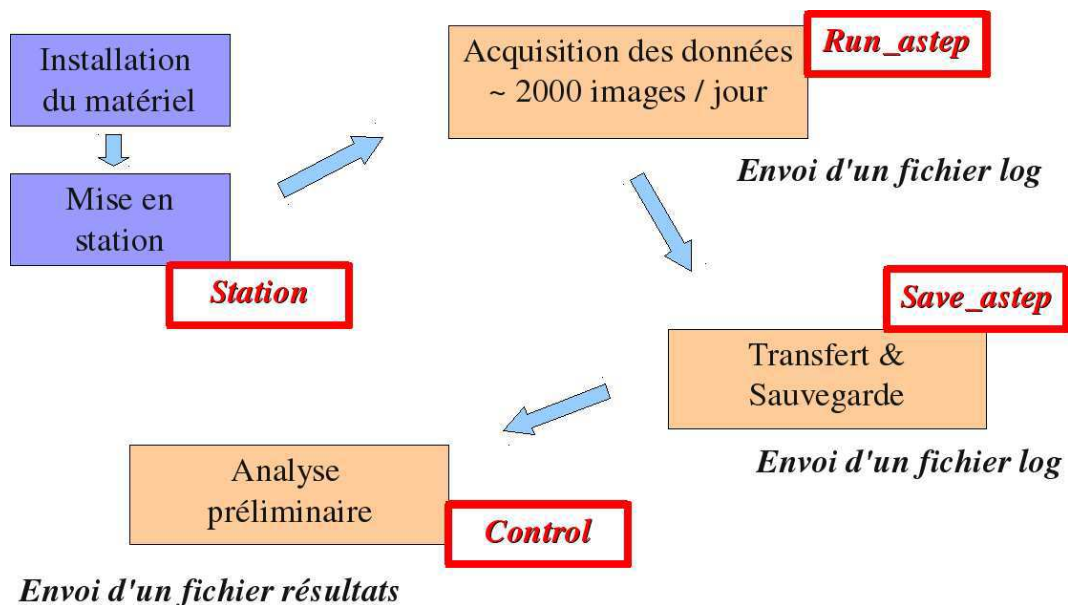 Installation
du matériel
Mise en
station
Station
Acquisition des données
~ 2000 images / jour
Run_astep
Envoi d'un fichier log
Save_astep
Transfert &
Sauvegarde
Envoi d'un fichier log
Analyse
préliminaire
Control
Envoi d'un fichier résultats